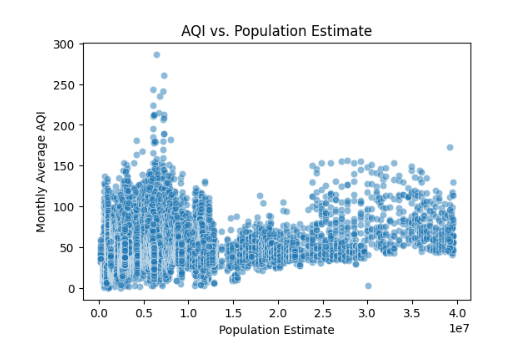 AQI vs. Population Estimate
300
250
200
150
100
50
0
Monthly Average AQI
0.0 0.5 1.0 1.5 2.0 2.5 3.0 3.5 4.0
1e7
Population Estimate